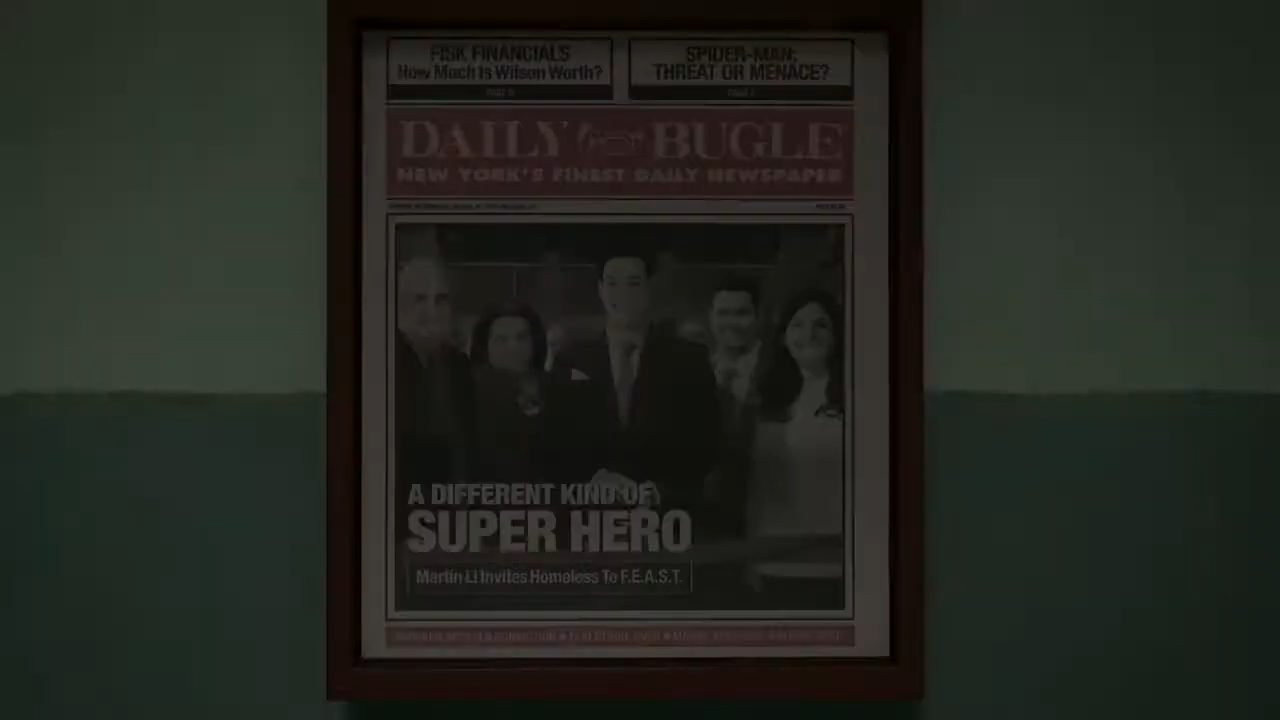 FISK FINANCIALS
How Much Is Wilson Worth?
SPIDER-MAN:
THREAT OR MENACE?
DAILY BUGLE
NEW YORK'S FINEST DAILY NEWSPAPER
A DIFFERENT KIND OF
SUPER HERO
Martin Li Invites Homeless To F.E.A.S.T.